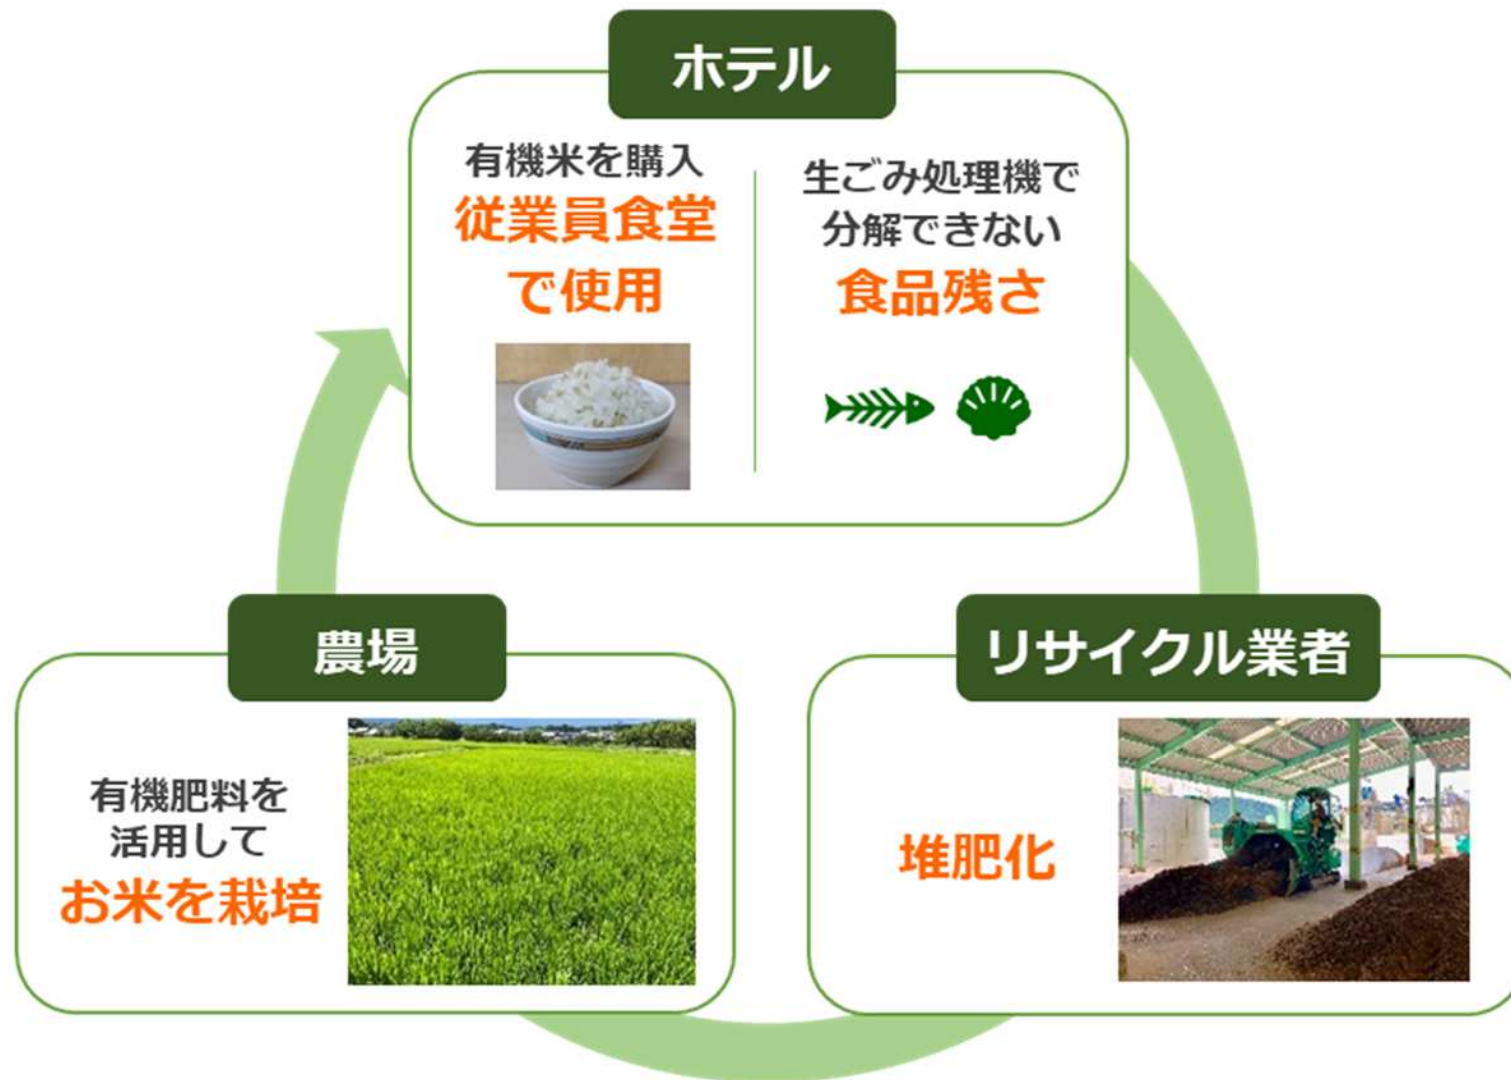 ホテル
有機米を購入
従業員食堂
で使用
生ごみ処理機で
分解できない
食品残さ
農場
有機肥料を
活用して
お米を栽培
リサイクル業者
堆肥化